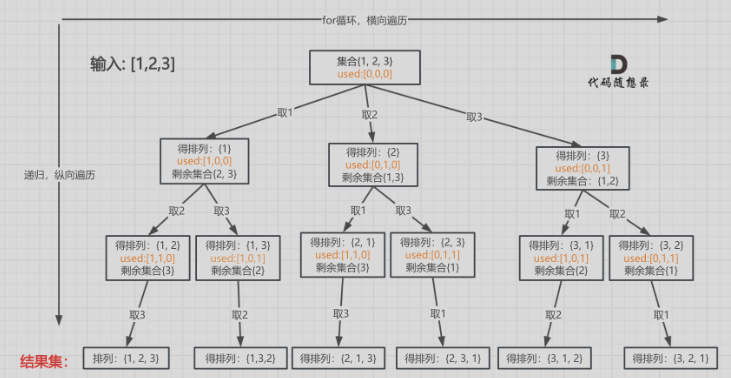 for循环，横向遍历
输入: [1,2,3]
集合{1, 2, 3}
used:[0,0,0]
代码随想录
取1
取2
取3
递归，纵向遍历
得排列：{1}
used:[1,0,0]
剩余集合{2, 3}
得排列：{2}
used:[0,1,0]
剩余集合{1,3}
得排列：{3}
used:[0,0,1]
剩余集合：{1,2}
取2
取3
取1
取3
取1
取2
得排列：{1, 2}
used:[1,1,0]
剩余集合{3}
得排列：{1, 3}
used:[1,0,1]
剩余集合{2}
得排列：{2, 1}
used:[1,1,0]
剩余集合{3}
得排列：{2, 3}
used:[0,1,1]
剩余集合{1}
得排列：{3, 1}
used:[1,0,1]
剩余集合{2}
得排列：{3, 2}
used:[0,1,1]
剩余集合{1}
取3
取2
取3
取1
取2
取1
结果集：
排列：{1, 2, 3}
得排列：{1,3,2}
得排列：{2, 1, 3}
得排列：{2, 3, 1}
得排列：{3, 1, 2}
得排列：{3, 2, 1}